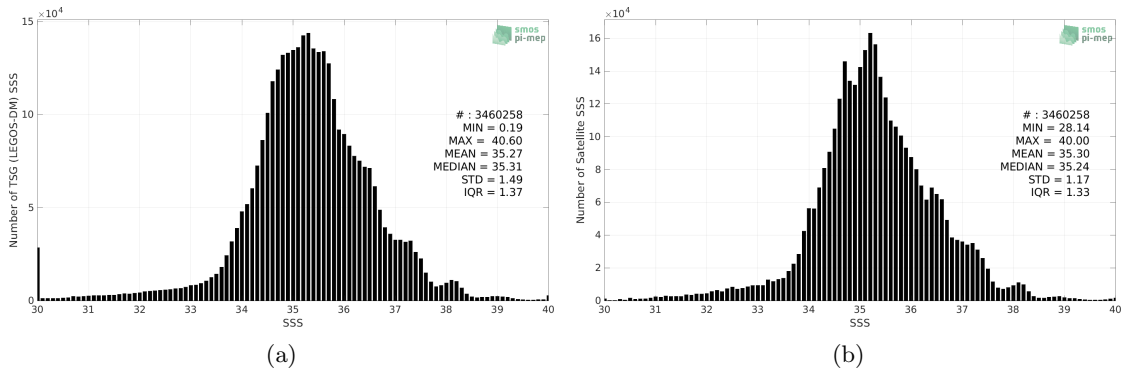 ×10⁴
15
10
5
0
Number of TSG (LEGOS-DM) SSS
smos
pi-mep
# : 3460258
MIN = 0.19
MAX = 40.60
MEAN = 35.27
MEDIAN = 35.31
STD = 1.49
IQR = 1.37
30 31 32 33 34 35 36 37 38 39 40
SSS
(a)
×10⁴
16
14
12
10
8
6
4
2
0
Number of Satellite SSS
smos
pi-mep
# : 3460258
MIN = 28.14
MAX = 40.00
MEAN = 35.30
MEDIAN = 35.24
STD = 1.17
IQR = 1.33
30 31 32 33 34 35 36 37 38 39 40
SSS
(b)